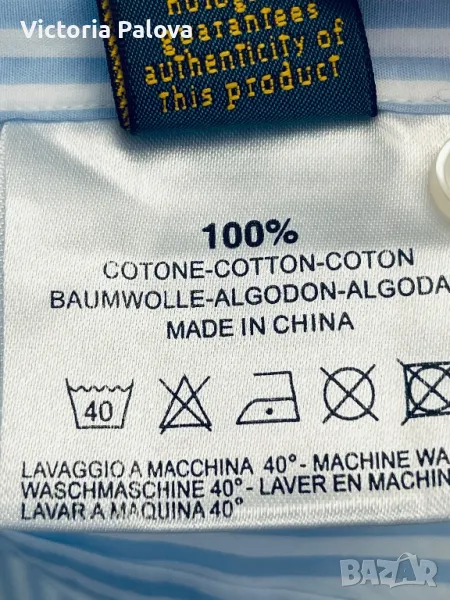 Victoria Palova
guarantees
authenticity of
This product
100%
COTONE-COTTON-COTON
BAUMWOLLE-ALGODON-ALGODA
MADE IN CHINA
40
LAVAGGIO A MACCHINA 40°- MACHINE WA
WASCHMASCHINE 40°- LAVER EN MACHIN
LAVAR A MAQUINA 40°
BAZAR